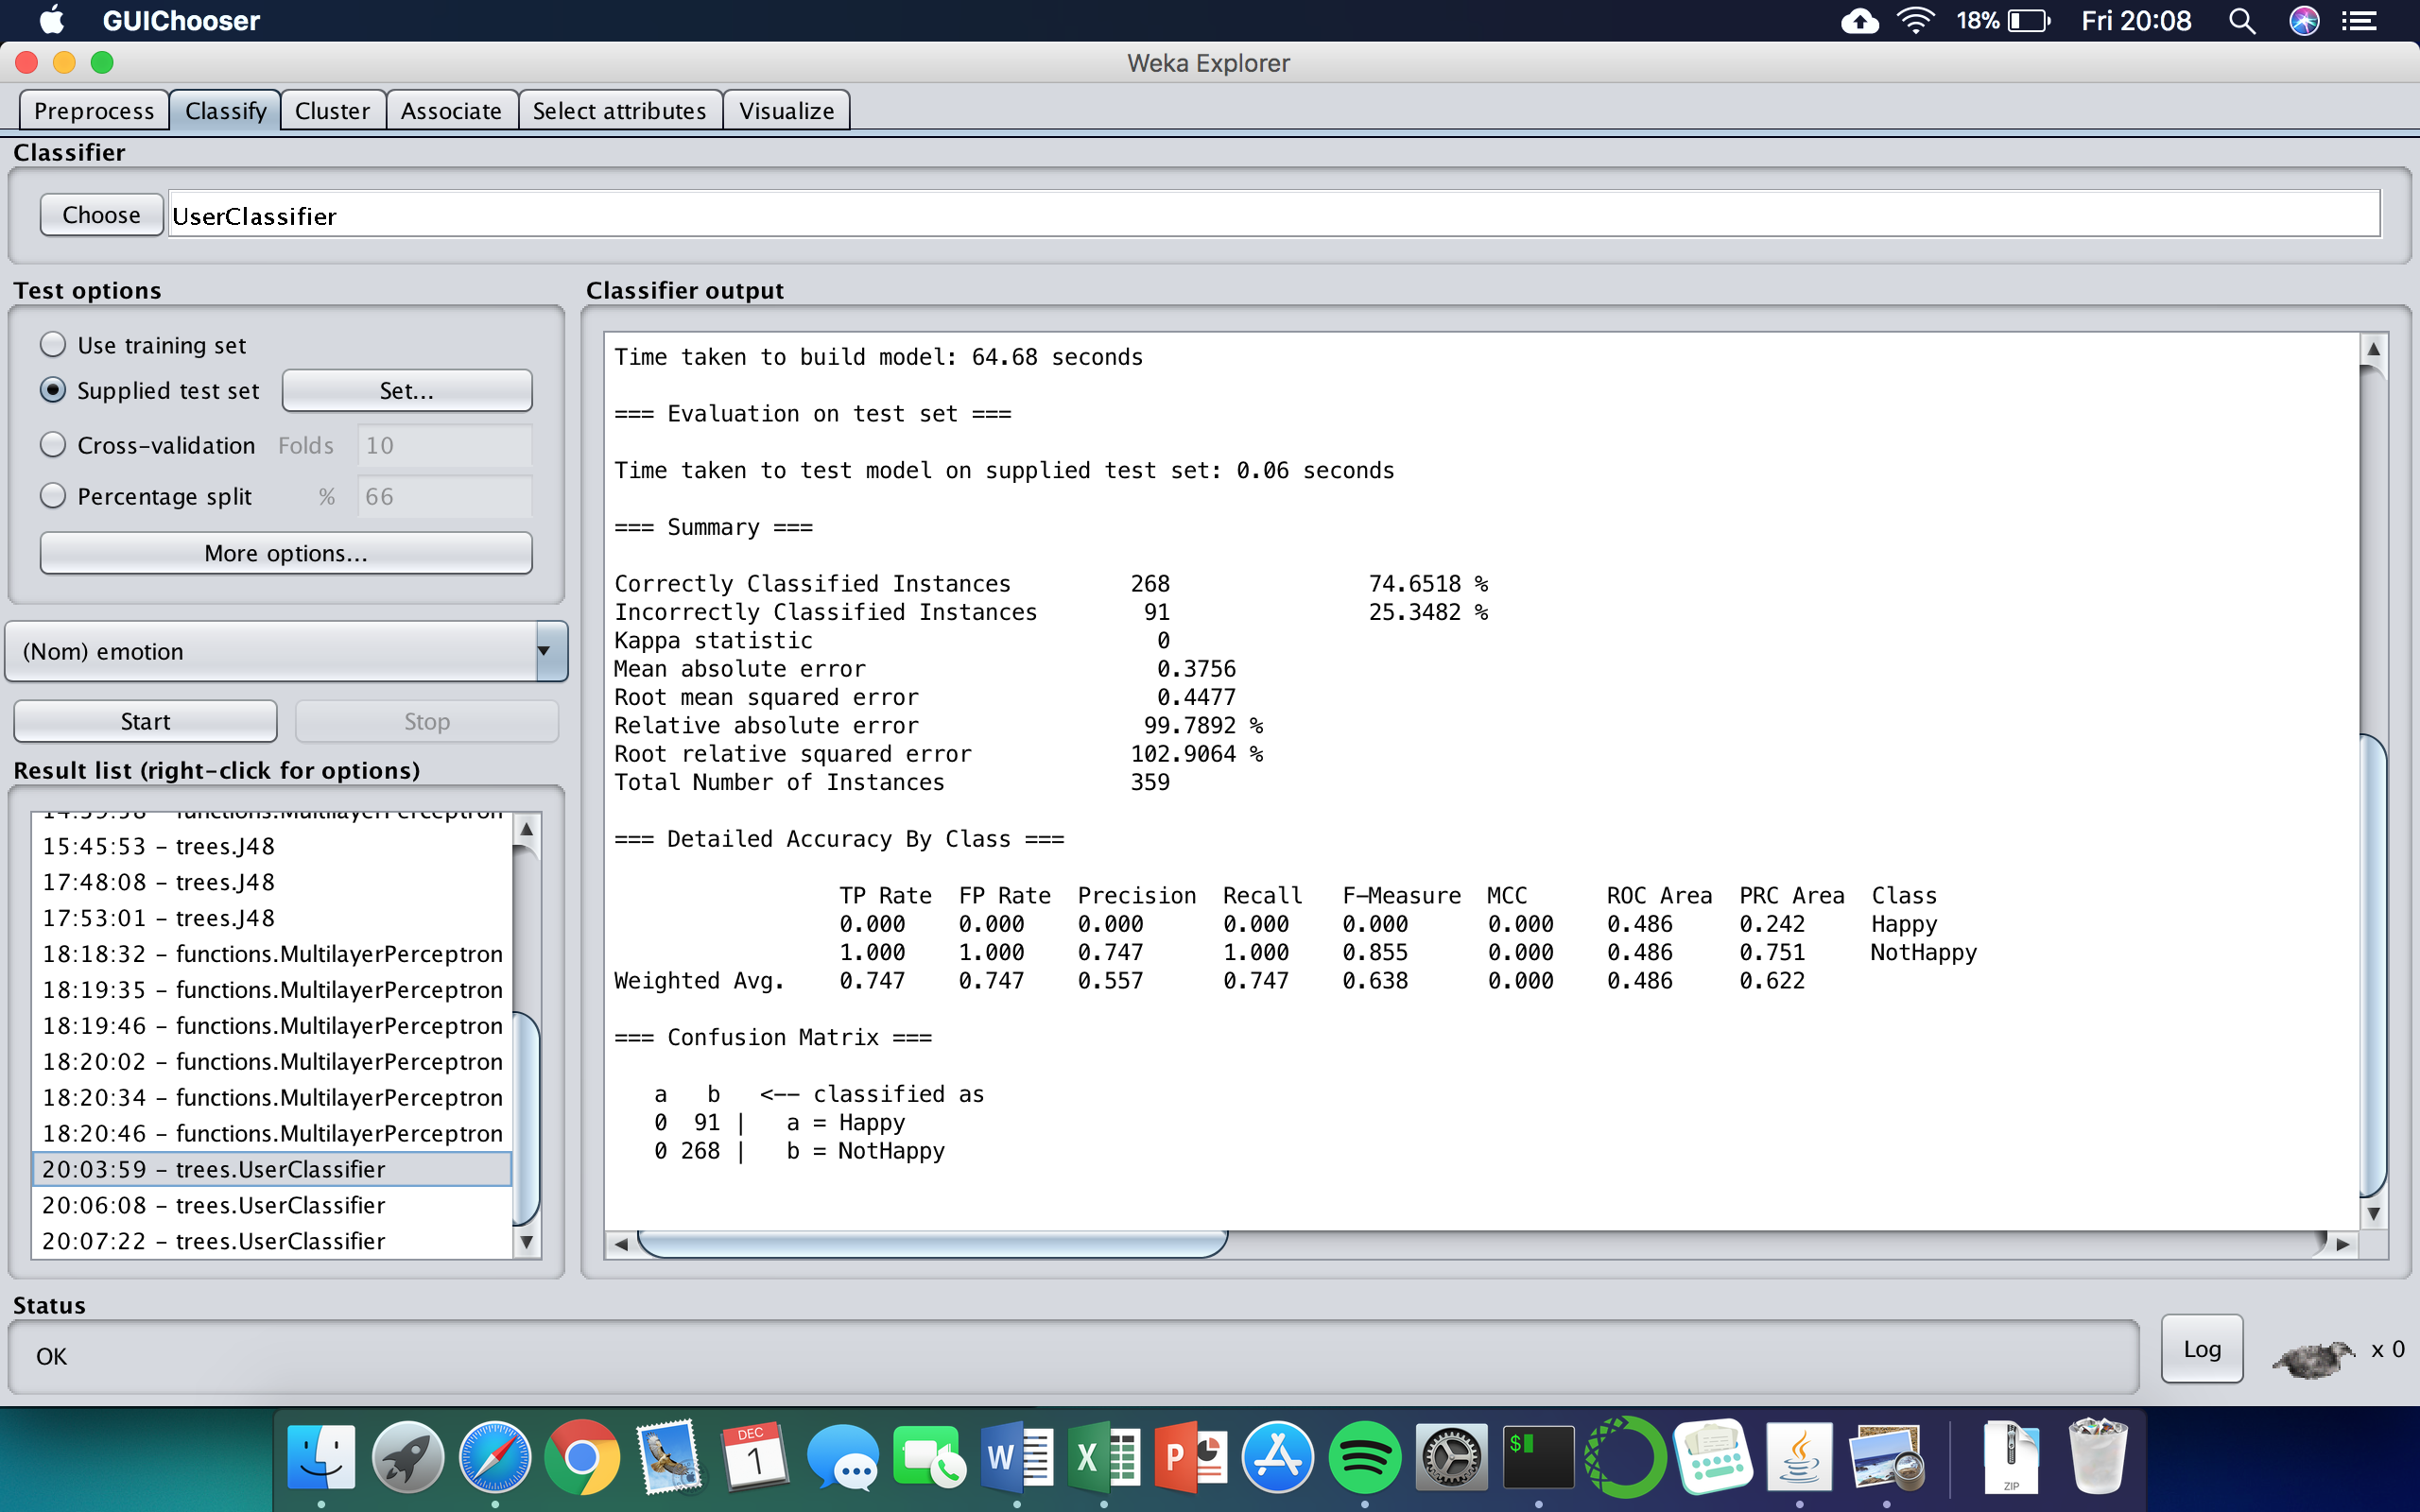 GUIChooser 18% Fri 20:08
Weka Explorer
Preprocess Classify Cluster Associate Select attributes Visualize
Classifier
Choose UserClassifier
Test options
Use training set
Supplied test set Set...
Cross-validation Folds 10
Percentage split % 66
More options...
(Nom) emotion
Start Stop
Result list (right-click for options)
14:59:58 - functions.MultilayerPerceptron
15:45:53 - trees.J48
17:48:08 - trees.J48
17:53:01 - trees.J48
18:18:32 - functions.MultilayerPerceptron
18:19:35 - functions.MultilayerPerceptron
18:19:46 - functions.MultilayerPerceptron
18:20:02 - functions.MultilayerPerceptron
18:20:34 - functions.MultilayerPerceptron
18:20:46 - functions.MultilayerPerceptron
20:03:59 - trees.UserClassifier
20:06:08 - trees.UserClassifier
20:07:22 - trees.UserClassifier
Classifier output
Time taken to build model: 64.68 seconds
=== Evaluation on test set ===
Time taken to test model on supplied test set: 0.06 seconds
=== Summary ===
Correctly Classified Instances 268 74.6518 %
Incorrectly Classified Instances 91 25.3482 %
Kappa statistic 0
Mean absolute error 0.3756
Root mean squared error 0.4477
Relative absolute error 99.7892 %
Root relative squared error 102.9064 %
Total Number of Instances 359
=== Detailed Accuracy By Class ===
TP Rate FP Rate Precision Recall F-Measure MCC ROC Area PRC Area Class
0.000 0.000 0.000 0.000 0.000 0.000 0.486 0.242 Happy
1.000 1.000 0.747 1.000 0.855 0.000 0.486 0.751 NotHappy
Weighted Avg. 0.747 0.747 0.557 0.747 0.638 0.000 0.486 0.622
=== Confusion Matrix ===
a b <-- classified as
0 91 | a = Happy
0 268 | b = NotHappy
Status
OK
Log x 0
DEC
1
W
X
P
$
ZIP